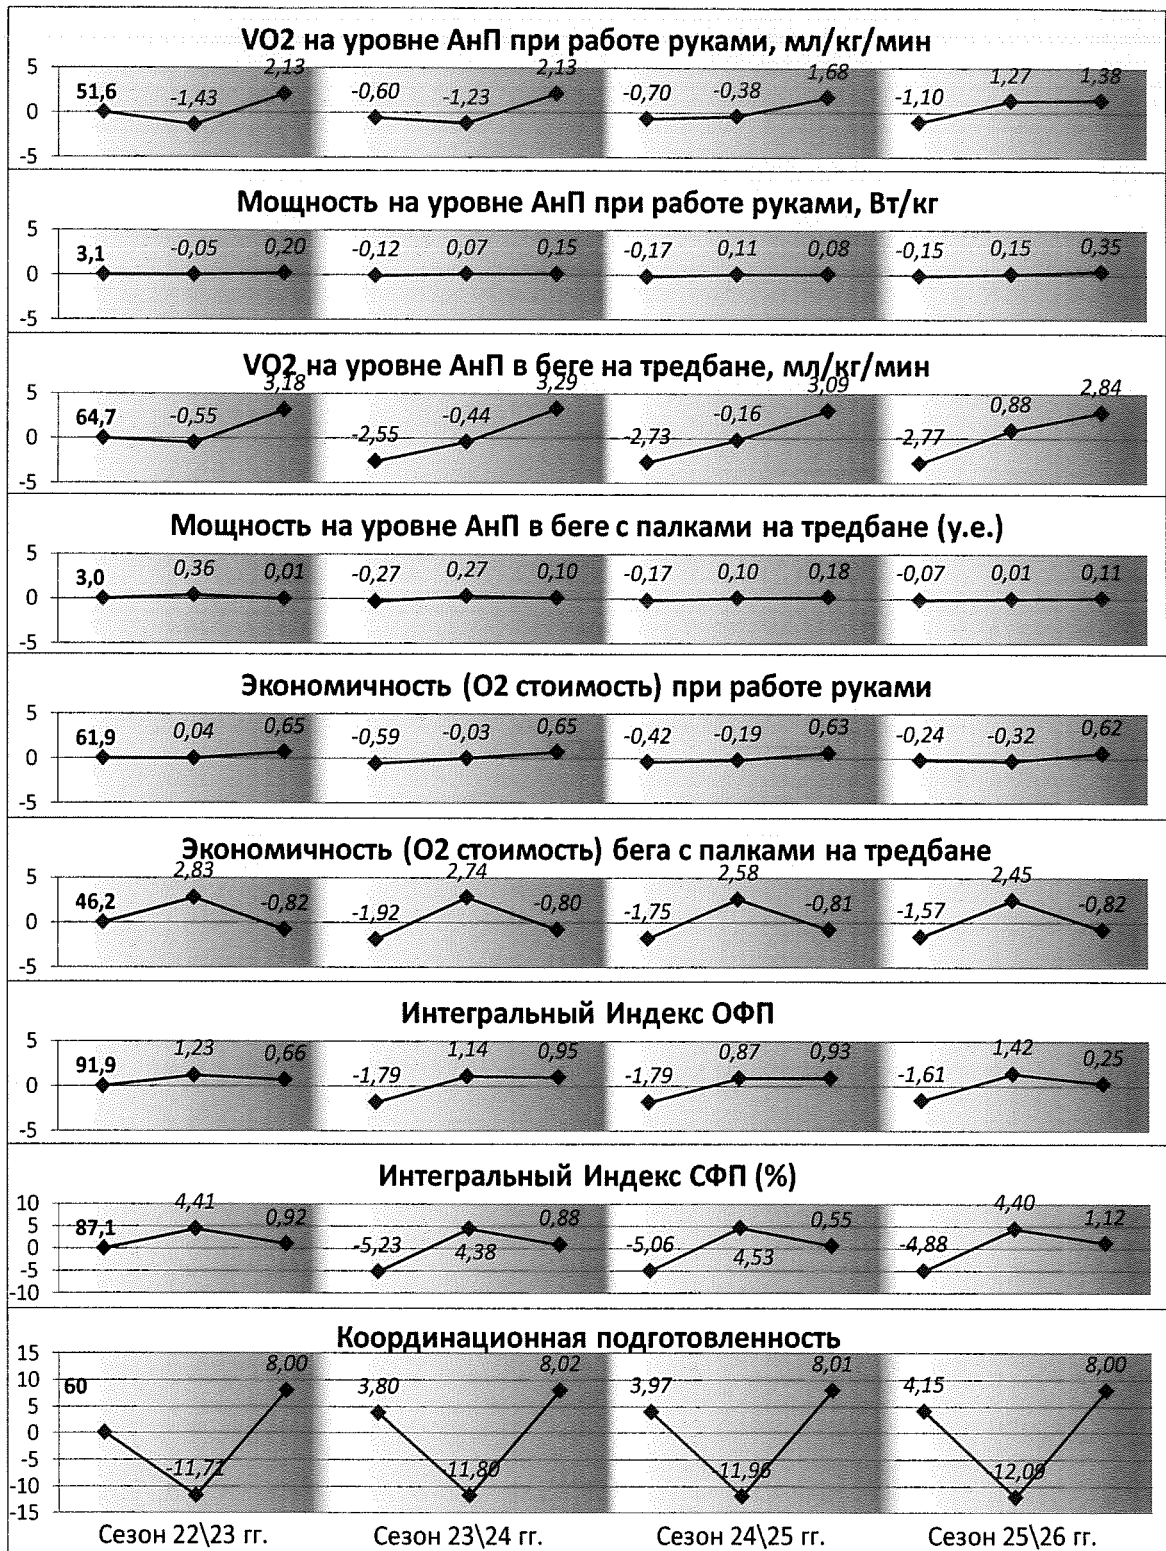 VO2 на уровне АнП при работе руками, мл/кг/мин
5
0
-5
51,6 -1,43 2,13 -0,60 -1,23 2,13 -0,70 -0,38 1,68 -1,10 1,27 1,38
Мощность на уровне АнП при работе руками, Вт/кг
5
0
-5
3,1 -0,05 0,20 -0,12 0,07 0,15 -0,17 0,11 0,08 -0,15 0,15 0,35
VO2 на уровне АнП в беге на тредбане, мл/кг/мин
5
0
-5
64,7 -0,55 3,18 -2,55 -0,44 3,29 -2,73 -0,16 3,09 -2,77 0,88 2,84
Мощность на уровне АнП в беге с палками на тредбане (у.е.)
5
0
-5
3,0 0,36 0,01 -0,27 0,27 0,10 -0,17 0,10 0,18 -0,07 0,01 0,11
Экономичность (О2 стоимость) при работе руками
5
0
-5
61,9 0,04 0,65 -0,59 -0,03 0,65 -0,42 -0,19 0,63 -0,24 -0,32 0,62
Экономичность (О2 стоимость) бега с палками на тредбане
5
0
-5
46,2 2,83 -0,82 -1,92 2,74 -0,80 -1,75 2,58 -0,81 -1,57 2,45 -0,82
Интегральный Индекс ОФП
5
0
-5
91,9 1,23 0,66 -1,79 1,14 0,95 -1,79 0,87 0,93 -1,61 1,42 0,25
Интегральный Индекс СФП (%)
10
5
0
-5
-10
87,1 4,41 0,92 -5,23 4,38 0,88 -5,06 4,53 0,55 -4,88 4,40 1,12
Координационная подготовленность
15
10
5
0
-5
-10
-15
60 -11,71 8,00 3,80 -11,80 8,02 3,97 -11,96 8,01 4,15 -12,09 8,00
Сезон 22\23 гг. Сезон 23\24 гг. Сезон 24\25 гг. Сезон 25\26 гг.